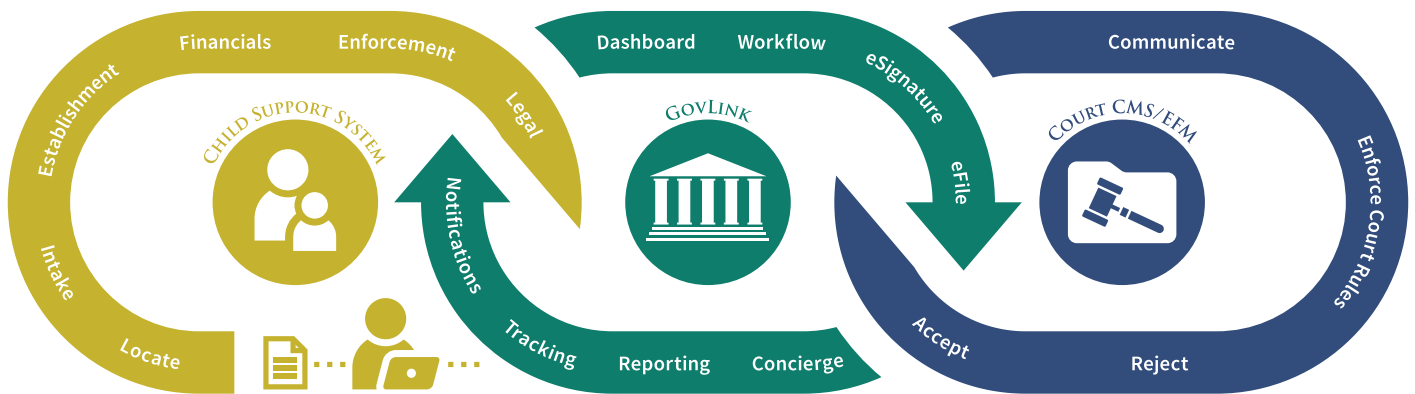 Financials
Enforcement
Establishment
Legal
Intake
Locate
CHILD SUPPORT SYSTEM
Dashboard
Workflow
eSignature
eFile
GOVLINK
Notifications
Tracking
Reporting
Concierge
Communicate
Enforce Court Rules
COURT CMS/EFM
Accept
Reject